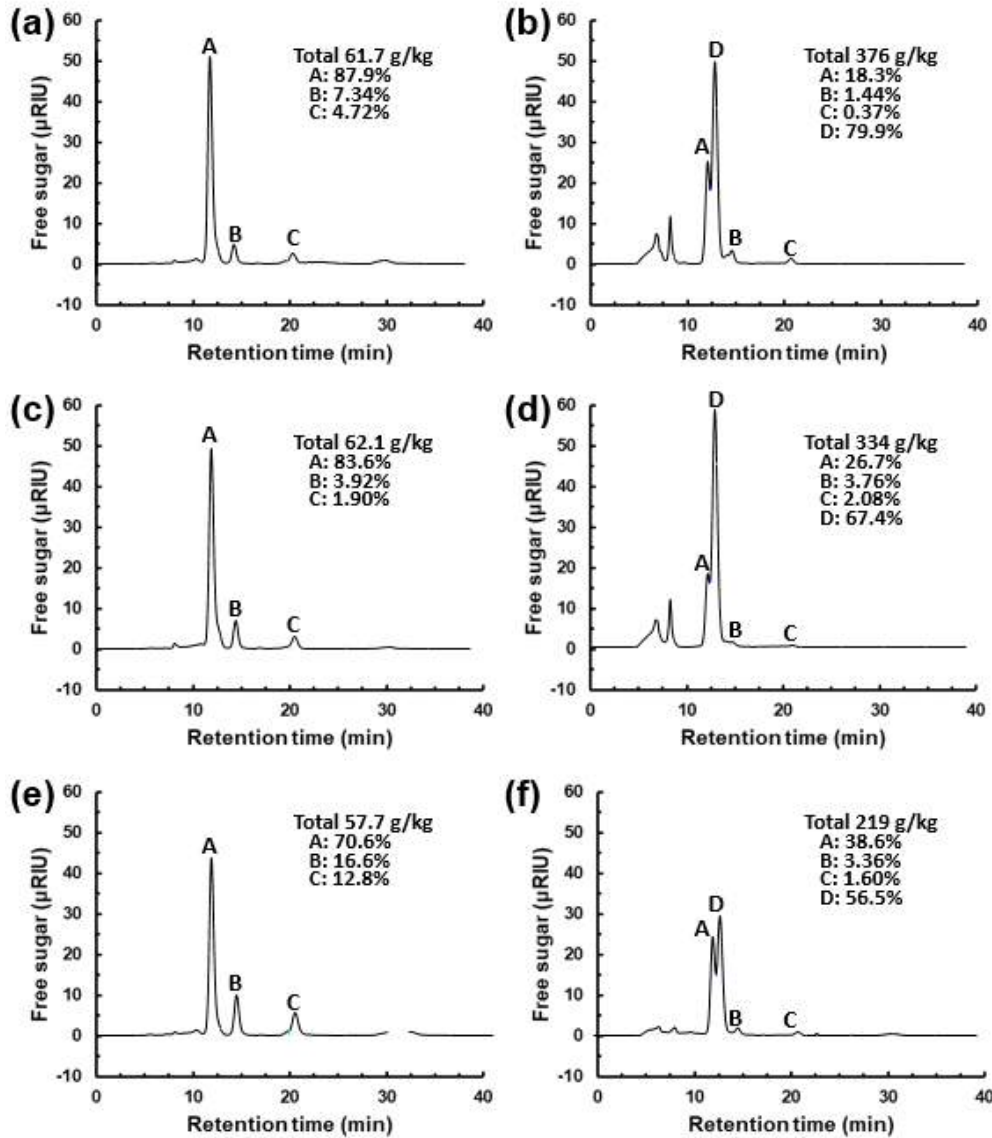 (a)
60
50
40
30
20
10
0
-10
Free sugar (µRIU)
A
B
C
Total 61.7 g/kg
A: 87.9%
B: 7.34%
C: 4.72%
0 10 20 30 40
Retention time (min)
(b)
60
50
40
30
20
10
0
-10
Free sugar (µRIU)
D
A
B
C
Total 376 g/kg
A: 18.3%
B: 1.44%
C: 0.37%
D: 79.9%
0 10 20 30 40
Retention time (min)
(c)
60
50
40
30
20
10
0
-10
Free sugar (µRIU)
A
B
C
Total 62.1 g/kg
A: 83.6%
B: 3.92%
C: 1.90%
0 10 20 30 40
Retention time (min)
(d)
60
50
40
30
20
10
0
-10
Free sugar (µRIU)
D
A
B
C
Total 334 g/kg
A: 26.7%
B: 3.76%
C: 2.08%
D: 67.4%
0 10 20 30 40
Retention time (min)
(e)
60
50
40
30
20
10
0
-10
Free sugar (µRIU)
A
B
C
Total 57.7 g/kg
A: 70.6%
B: 16.6%
C: 12.8%
0 10 20 30 40
Retention time (min)
(f)
60
50
40
30
20
10
0
-10
Free sugar (µRIU)
D
A
B
C
Total 219 g/kg
A: 38.6%
B: 3.36%
C: 1.60%
D: 56.5%
0 10 20 30 40
Retention time (min)